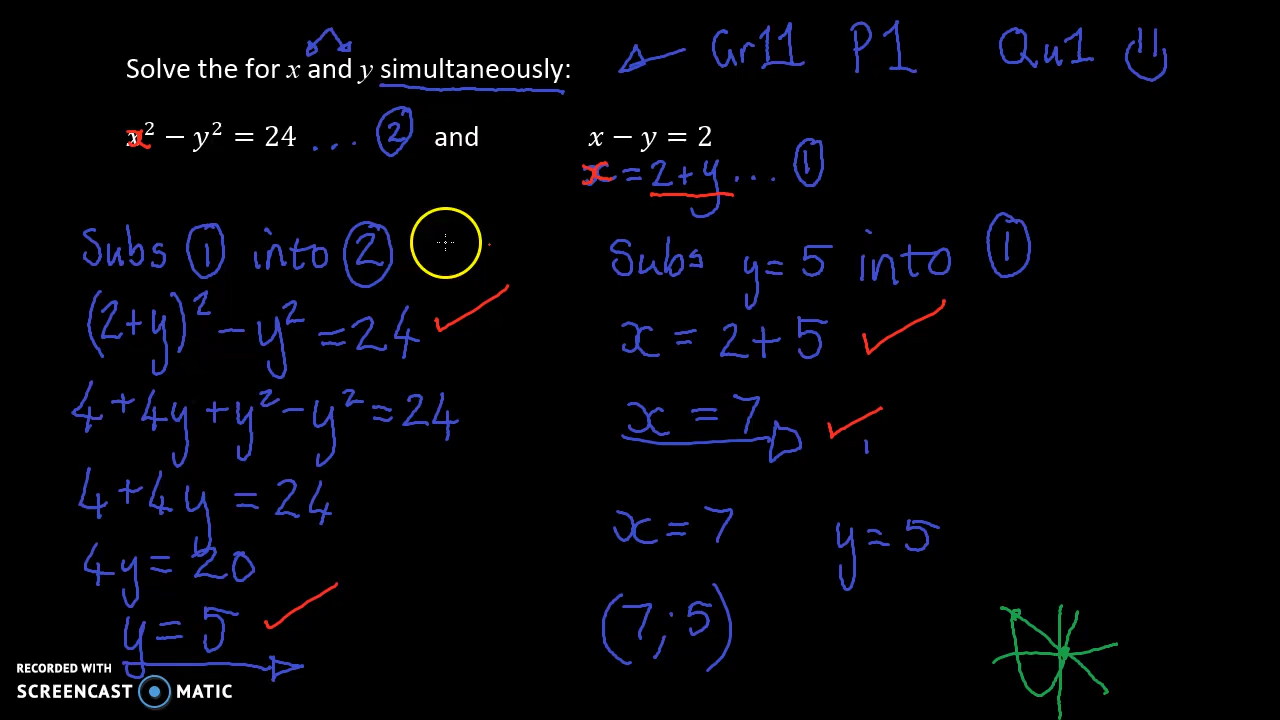 Solve the for x and y simultaneously:
Gr11 P1 Qu1
x² − y² = 24 ... ② and x − y = 2
x = 2 + y ... ①
Subs ① into ②
(2+y)² − y² = 24
4 + 4y + y² − y² = 24
4 + 4y = 24
4y = 20
y = 5
Subs y = 5 into ①
x = 2 + 5
x = 7
x = 7 y = 5
(7 ; 5)
RECORDED WITH
SCREENCAST MATIC